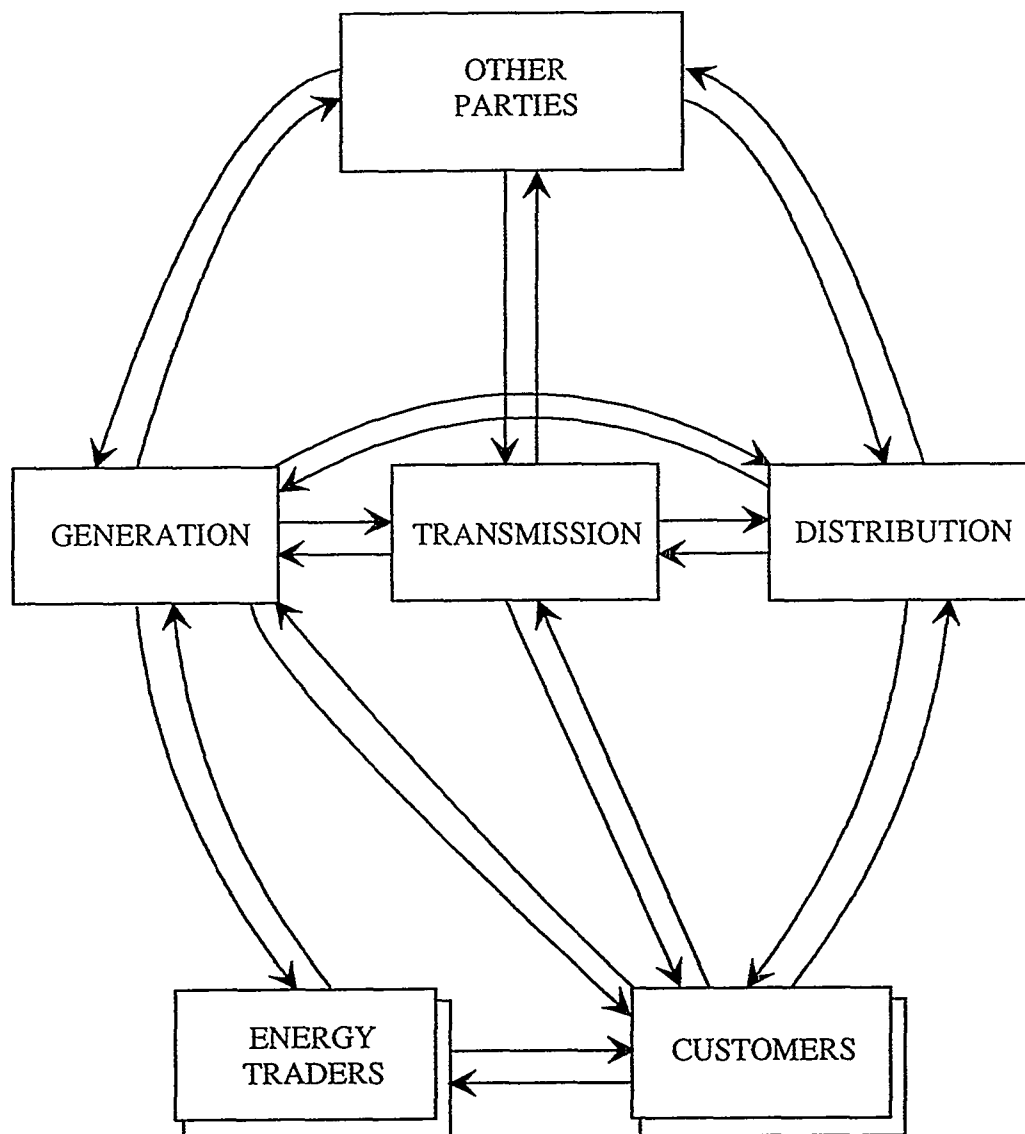 OTHER
PARTIES
GENERATION
TRANSMISSION
DISTRIBUTION
ENERGY
TRADERS
CUSTOMERS